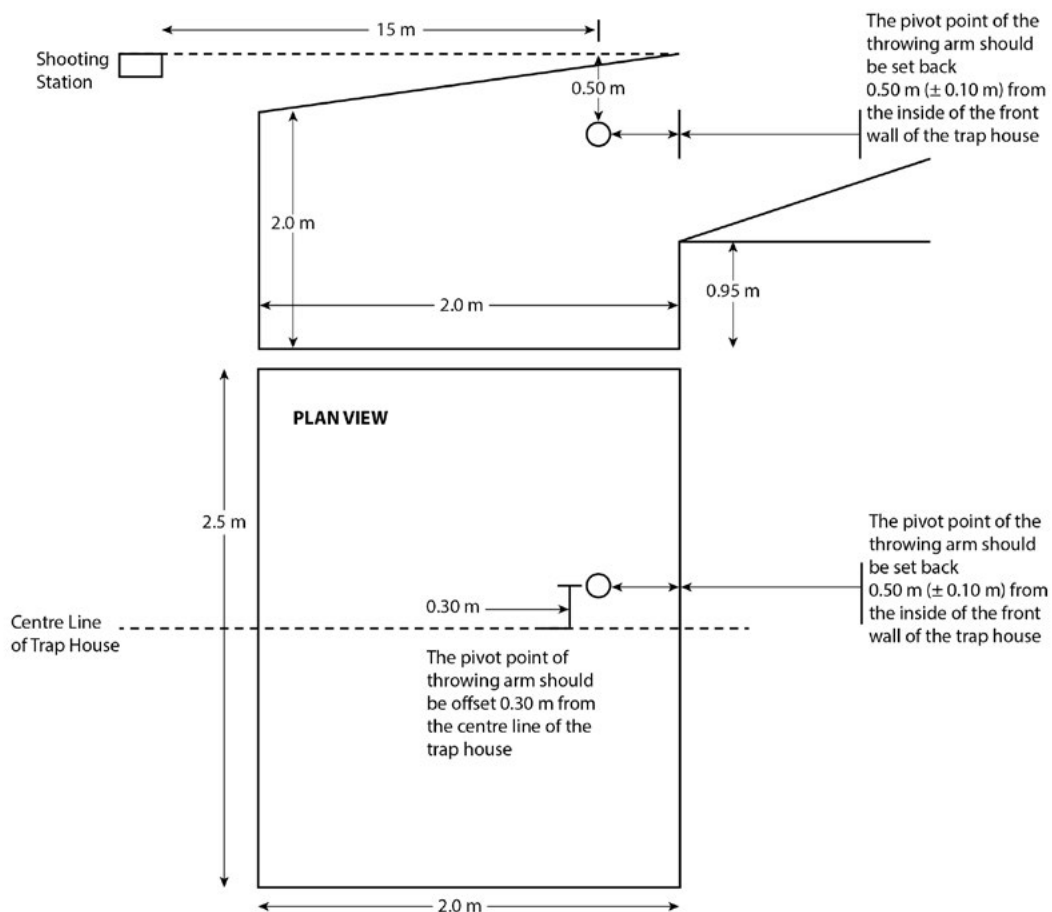 15 m
Shooting
Station
0.50 m
The pivot point of the
throwing arm should
be set back
0.50 m (± 0.10 m) from
the inside of the front
wall of the trap house
2.0 m
2.0 m
0.95 m
PLAN VIEW
2.5 m
0.30 m
The pivot point of the
throwing arm should
be set back
0.50 m (± 0.10 m) from
the inside of the front
wall of the trap house
Centre Line
of Trap House
The pivot point of
throwing arm should
be offset 0.30 m from
the centre line of the
trap house
2.0 m